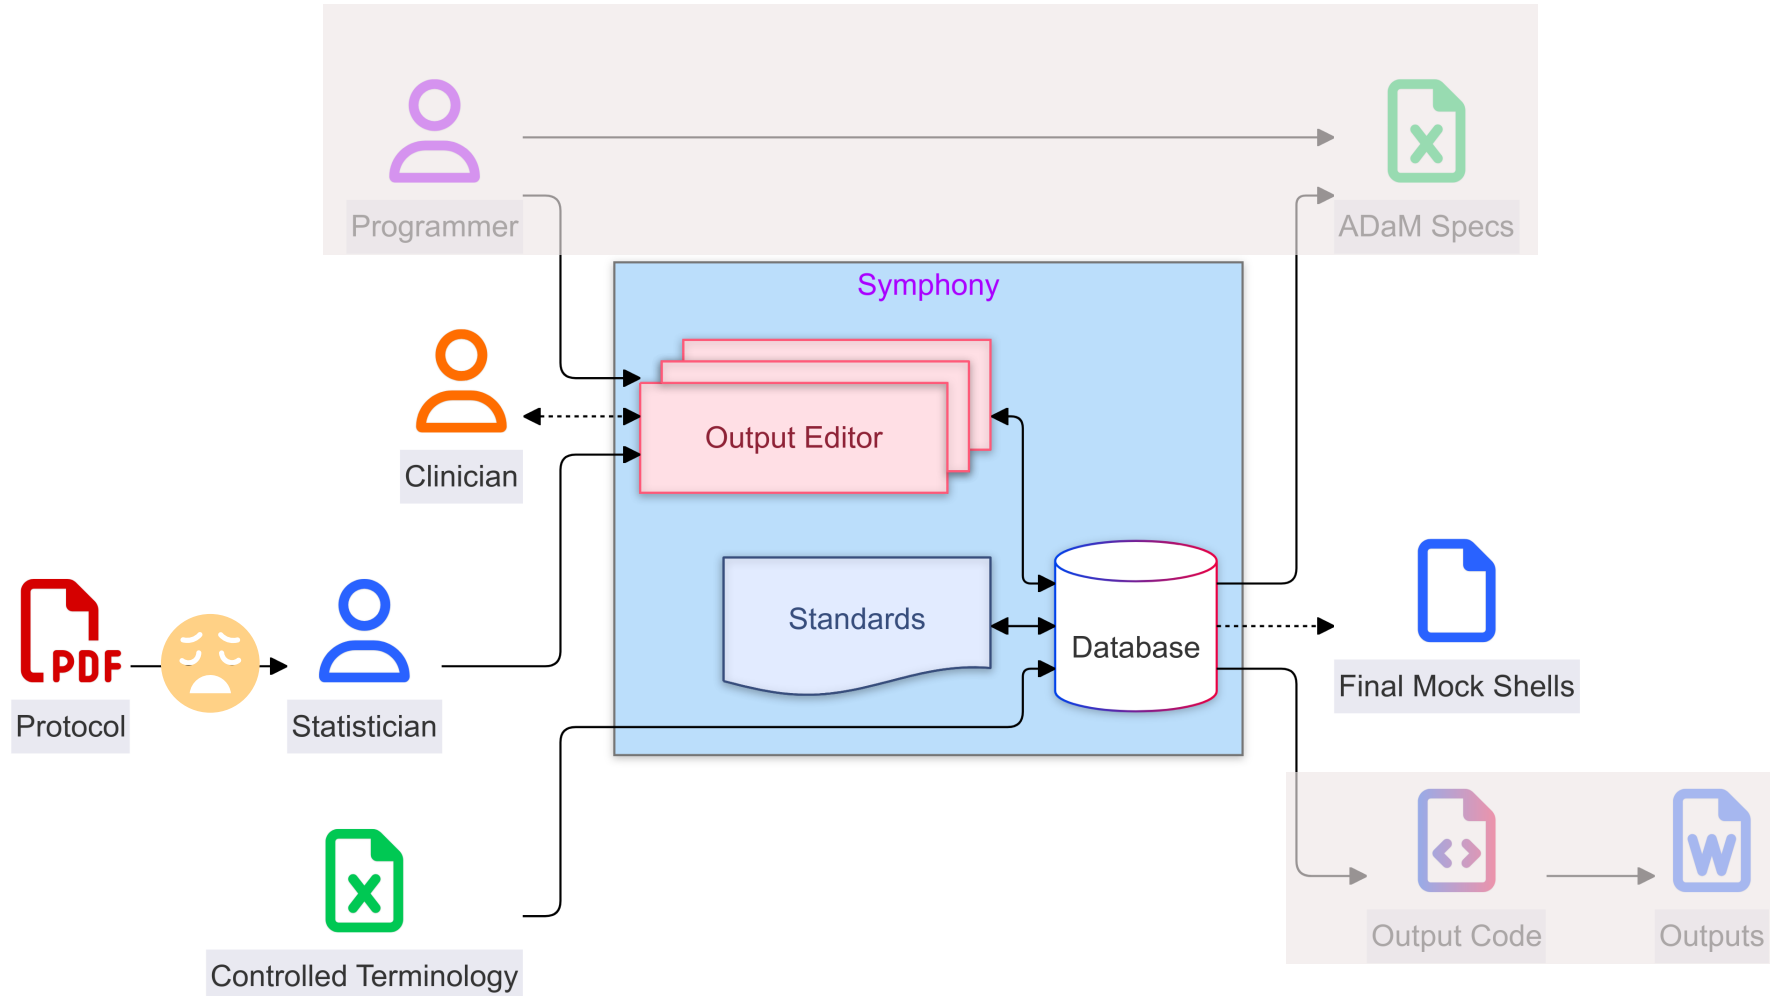 Programmer
ADaM Specs
Symphony
Output Editor
Clinician
Standards
Database
PDF
Protocol
Statistician
Final Mock Shells
X
Controlled Terminology
<>
W
Output Code
Outputs